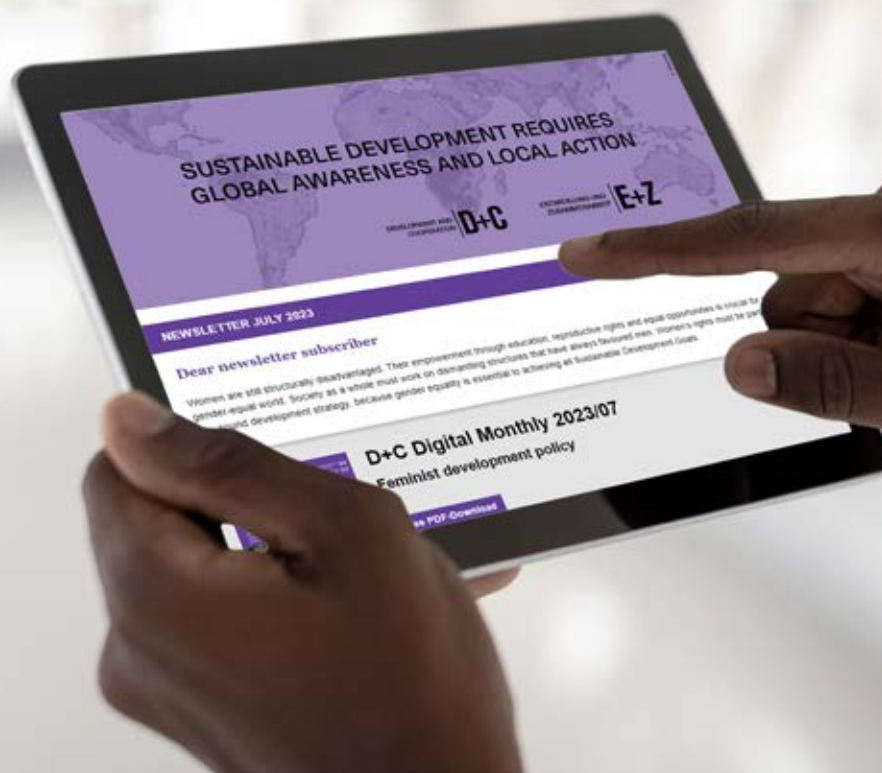 SUSTAINABLE DEVELOPMENT REQUIRES
GLOBAL AWARENESS AND LOCAL ACTION
DEVELOPMENT AND
COOPERATION
D+C
ENTWICKLUNG UND
ZUSAMMENARBEIT
E+Z
NEWSLETTER JULY 2023
Dear newsletter subscriber
Women are still structurally disadvantaged. Their empowerment through education, reproductive rights and equal opportunities is crucial for
gender-equal world. Society as a whole must work on dismantling structures that have always favoured men. Women's rights must be part
development strategy, because gender equality is essential to achieving all Sustainable Development Goals.
D+C Digital Monthly 2023/07
Feminist development policy
PDF-Download